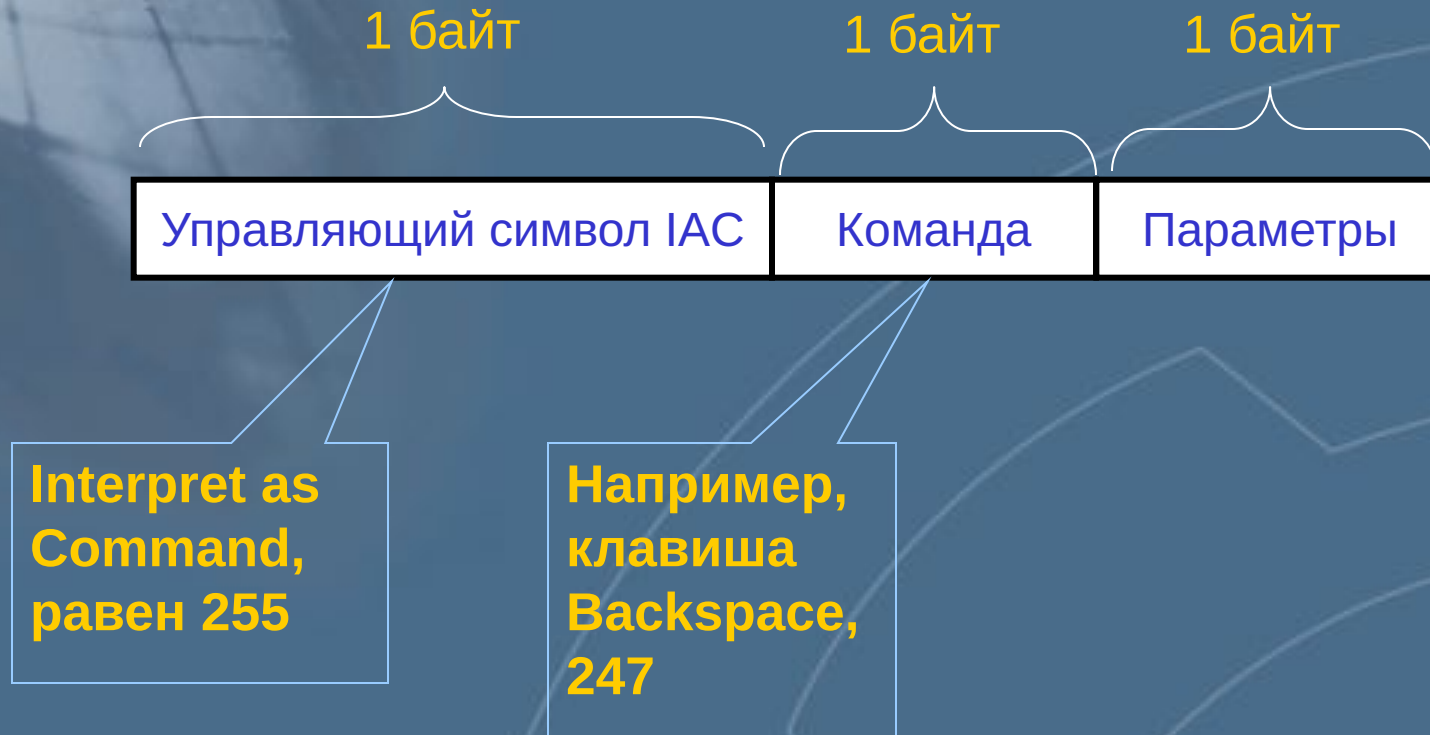 1 байт
1 байт
1 байт
Управляющий символ IAC
Команда
Параметры
Interpret as
Command,
равен 255
Например,
клавиша
Backspace,
247